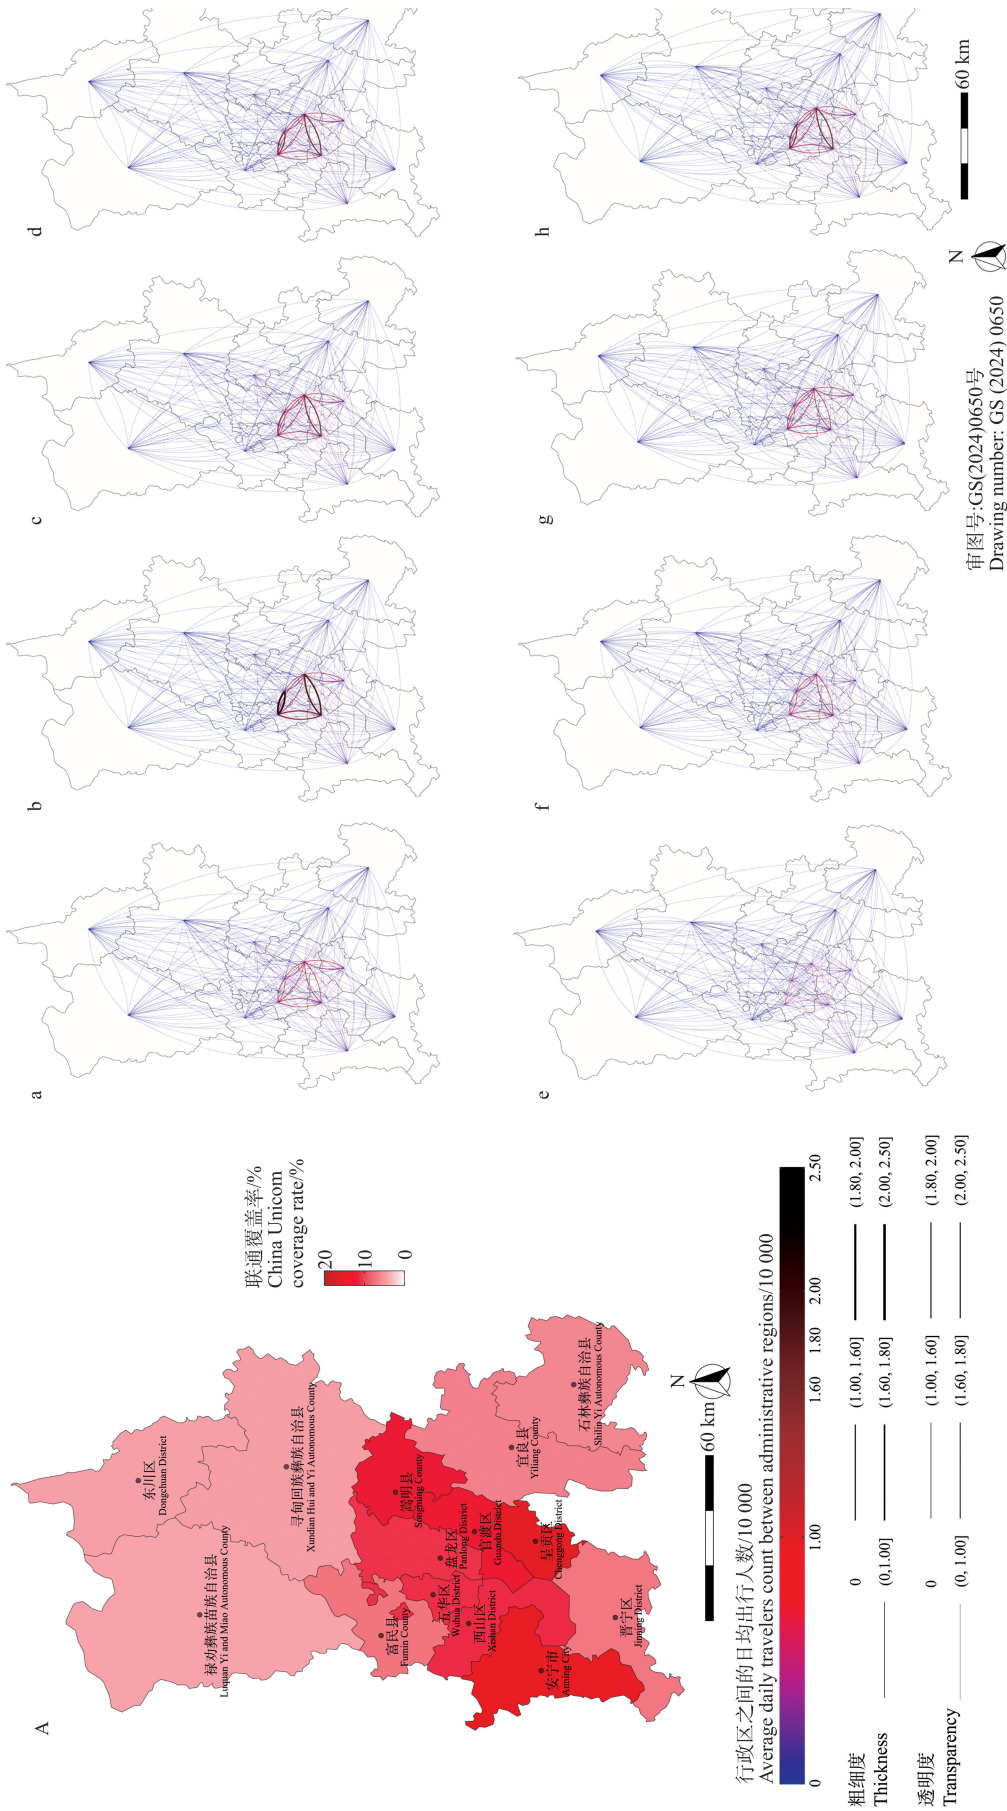 A
禄劝彝族苗族自治县
Luquan Yi and Miao Autonomous County
东川区
Dongchuan District
寻甸回族彝族自治县
Xundian Hui and Yi Autonomous County
富民县
Fumin County
嵩明县
Songming County
盘龙区
Panlong District
五华区
Wuhua District
西山区
Xishan District
官渡区
Guandu District
呈贡区
Chenggong District
安宁市
Anning City
晋宁区
Jinning District
宜良县
Yiliang County
石林彝族自治县
Shilin Yi Autonomous County
联通覆盖率/%
China Unicom
coverage rate/%
20
10
0
N
60 km
行政区之间的日均出行人数/10 000
Average daily travelers count between administrative regions/10 000
0
1.00
1.60
1.80
2.00
2.50
粗细度
Thickness
0
(1.00, 1.60]
(1.80, 2.00]
(0,1.00]
(1.60, 1.80]
(2.00, 2.50]
透明度
Transparency
0
(1.00, 1.60]
(1.80, 2.00]
(0, 1.00]
(1.60, 1.80]
(2.00, 2.50]
a
b
c
d
e
f
g
h
N
60 km
审图号:GS(2024)0650号
Drawing number: GS (2024) 0650